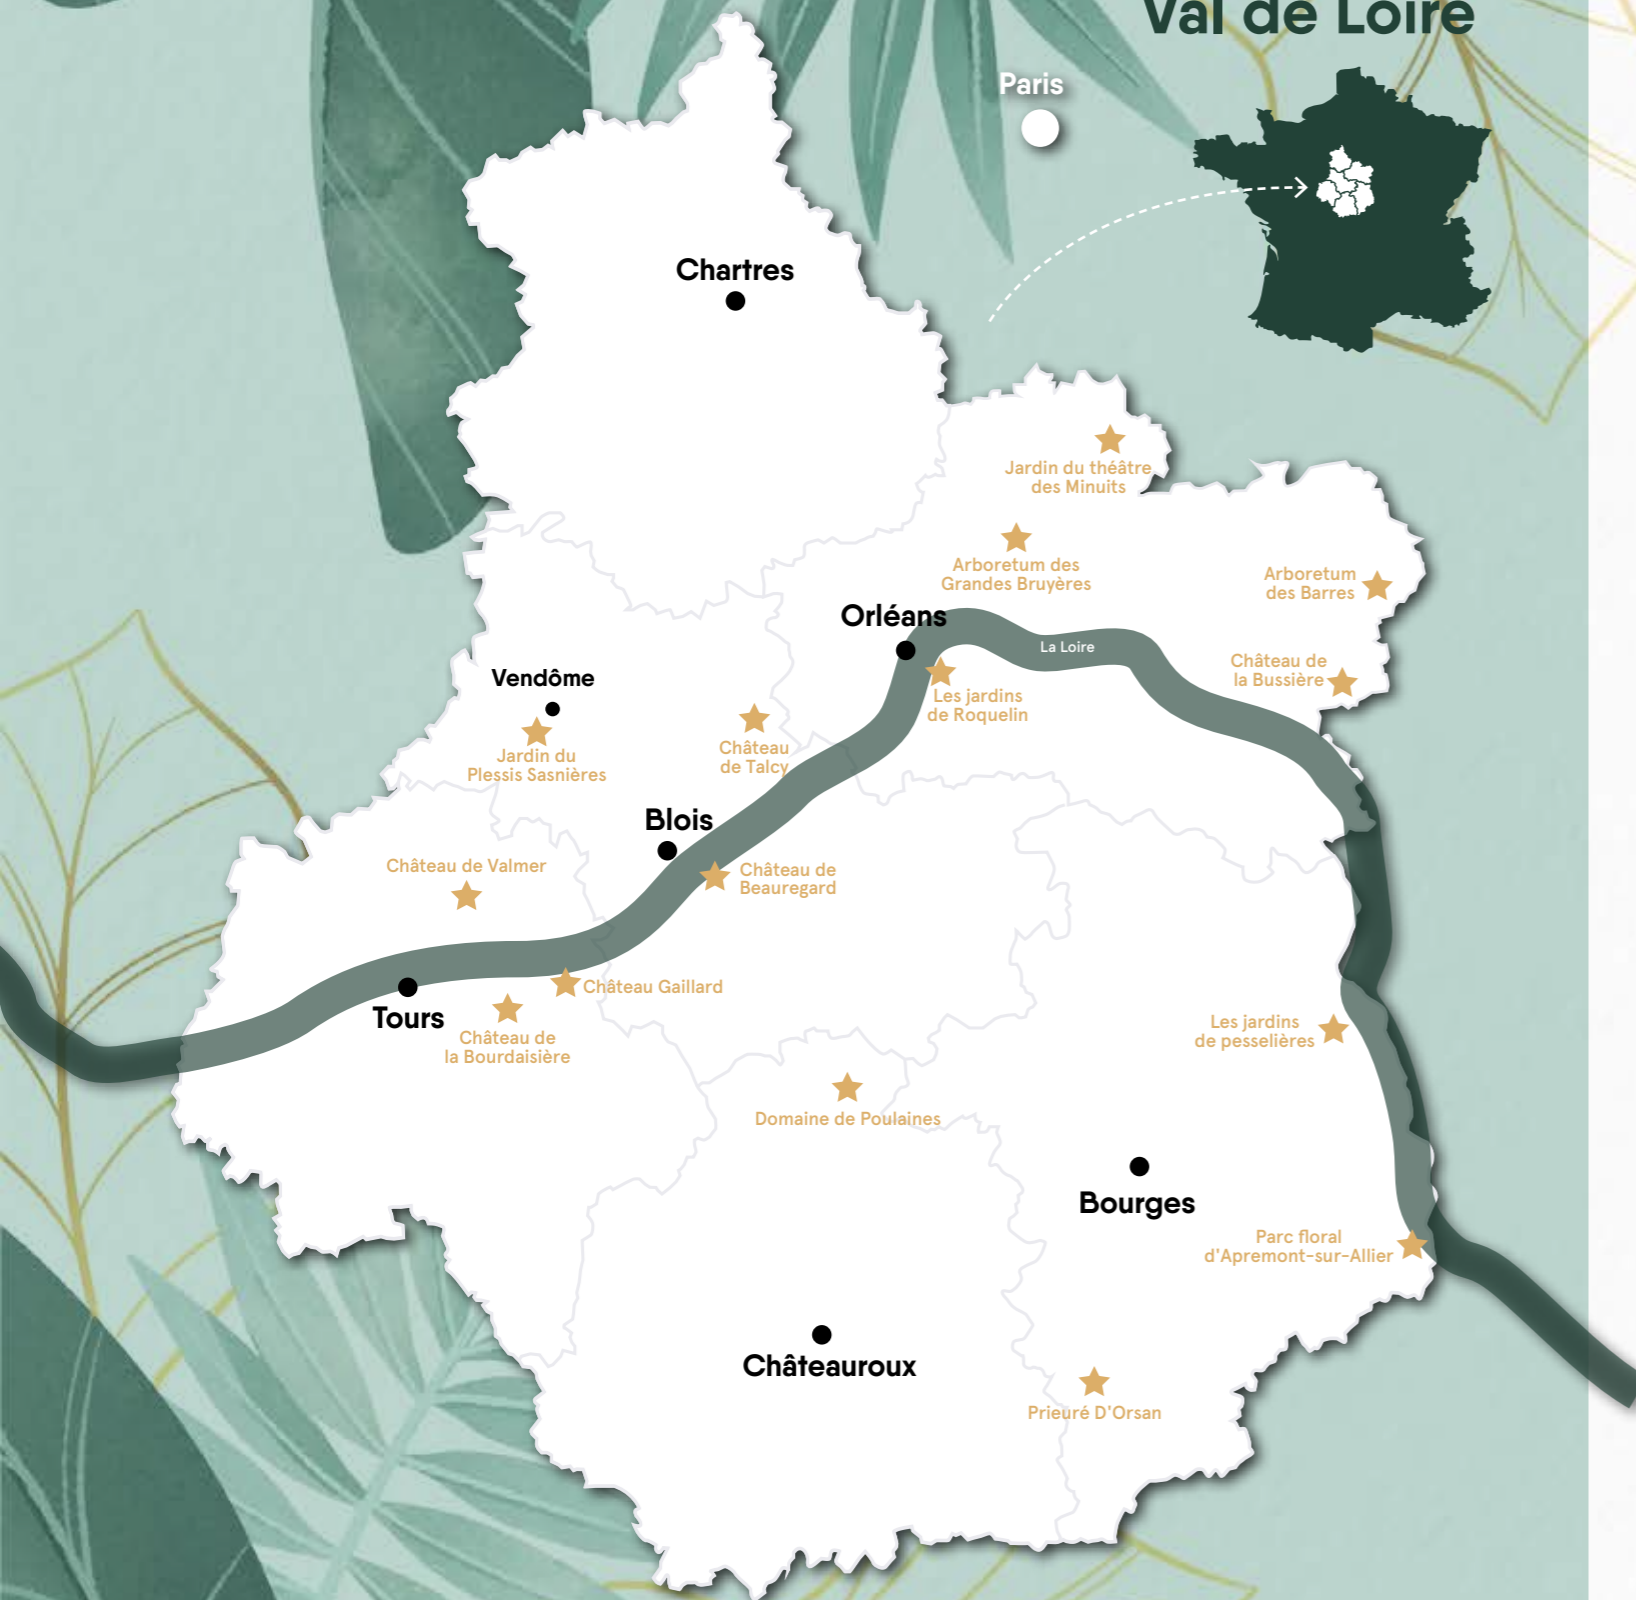 Val de Loire
Paris
Chartres
Jardin du théâtre
des Minuits
Arboretum des
Grandes Bruyères
Arboretum
des Barres
Orléans
La Loire
Château de
la Bussière
Vendôme
Les jardins
de Roquelin
Jardin du
Plessis Sasnières
Château
de Talcy
Blois
Château de Valmer
Château de
Beauregard
Château Gaillard
Tours
Château de
la Bourdaisière
Les jardins
de pesselières
Domaine de Poulaines
Bourges
Parc floral
d'Apremont-sur-Allier
Châteauroux
Prieuré D'Orsan